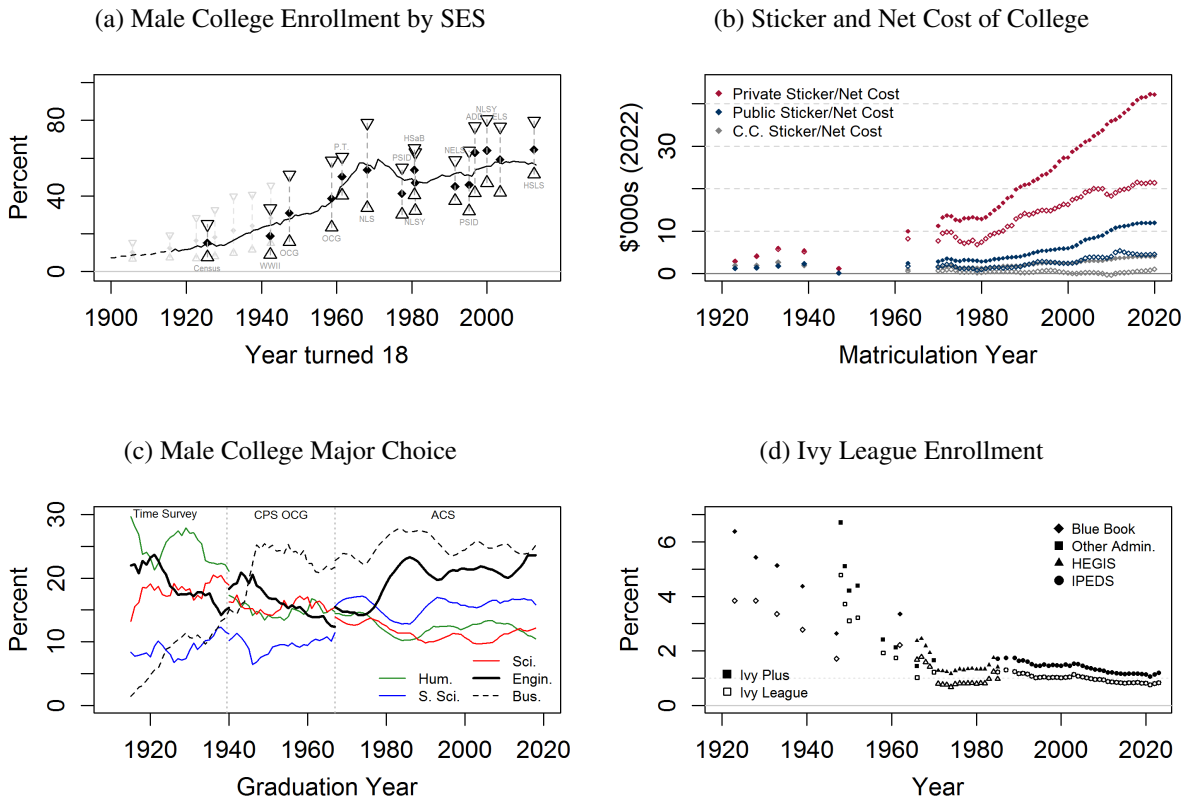 (a) Male College Enrollment by SES
Percent
80
40
0
1900 1920 1940 1960 1980 2000
Year turned 18
Census
WWII
OCG
OCG
P.T.
NLS
PSID
HSaB
NLSY
NELS
PSID
NLSY
ELS
HSLS
(b) Sticker and Net Cost of College
$'000s (2022)
30
10
0
Private Sticker/Net Cost
Public Sticker/Net Cost
C.C. Sticker/Net Cost
1920 1940 1960 1980 2000 2020
Matriculation Year
(c) Male College Major Choice
Percent
30
20
10
0
Time Survey CPS OCG ACS
Hum.
S. Sci.
Sci.
Engin.
Bus.
1920 1940 1960 1980 2000 2020
Graduation Year
(d) Ivy League Enrollment
Percent
6
4
2
0
Blue Book
Other Admin.
HEGIS
IPEDS
Ivy Plus
Ivy League
1920 1940 1960 1980 2000 2020
Year